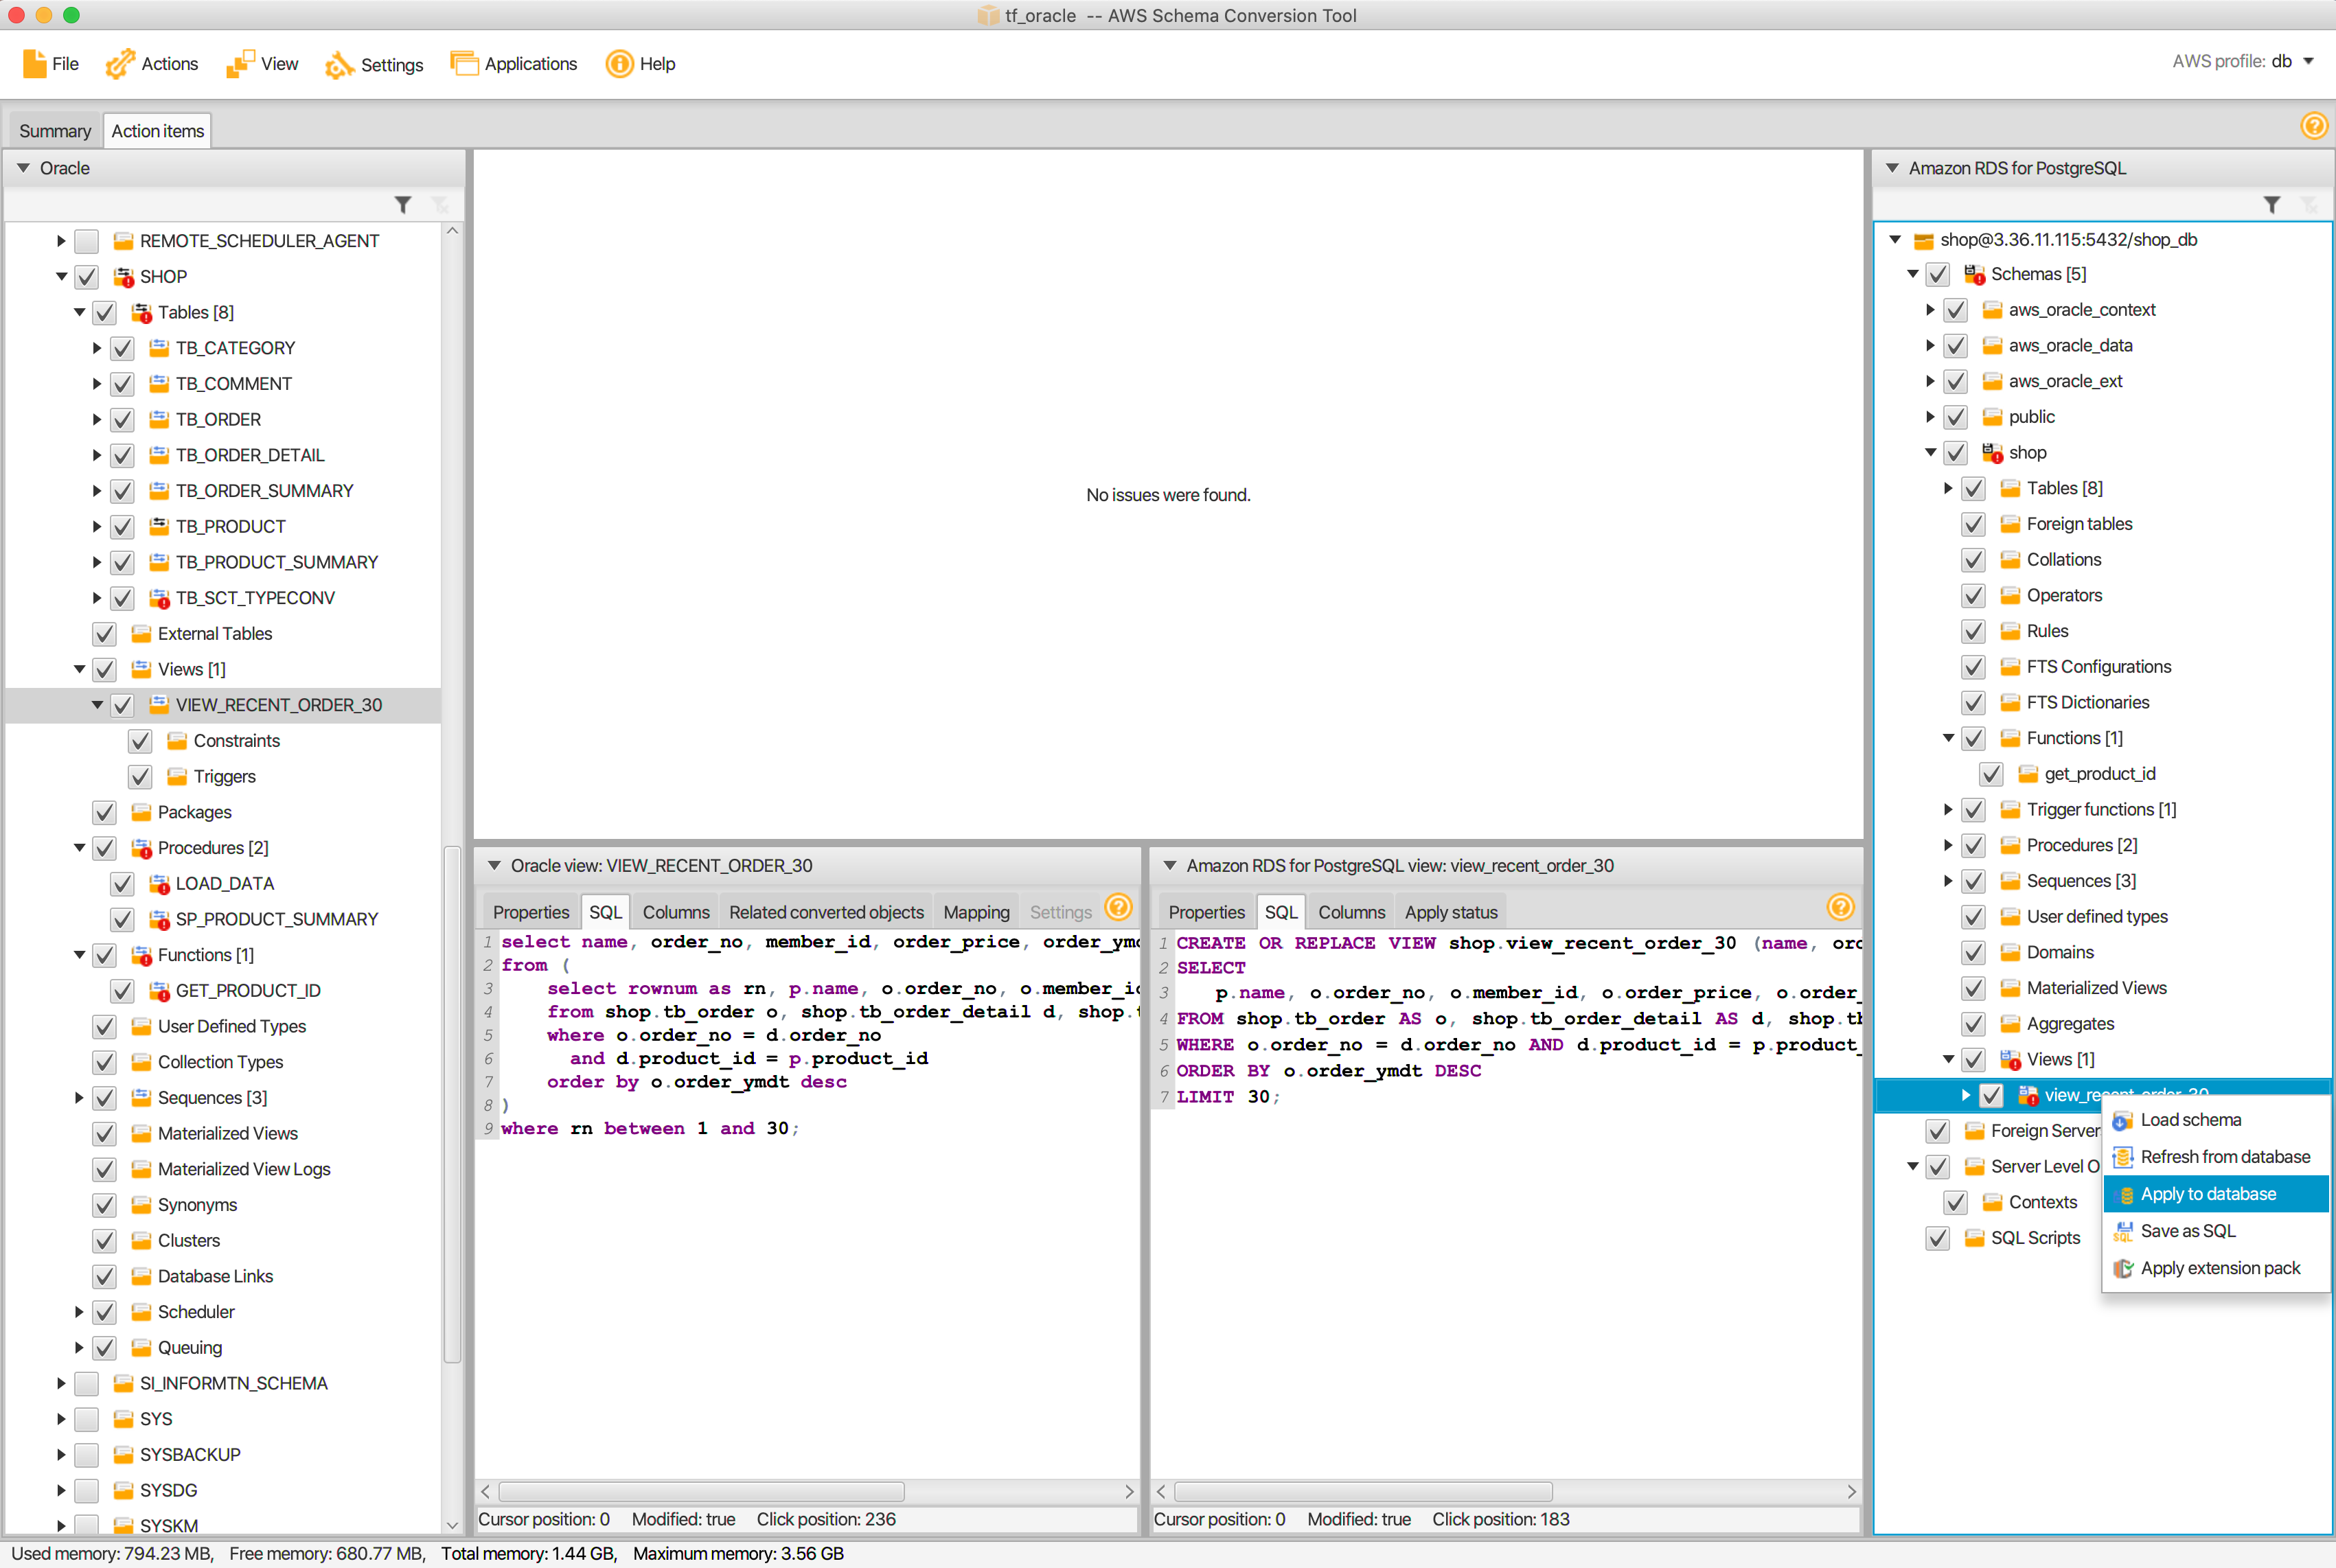 tf_oracle -- AWS Schema Conversion Tool
File Actions View Settings Applications Help
AWS profile: db
Summary Action items
Oracle
REMOTE_SCHEDULER_AGENT
SHOP
Tables [8]
TB_CATEGORY
TB_COMMENT
TB_ORDER
TB_ORDER_DETAIL
TB_ORDER_SUMMARY
TB_PRODUCT
TB_PRODUCT_SUMMARY
TB_SCT_TYPECONV
External Tables
Views [1]
VIEW_RECENT_ORDER_30
Constraints
Triggers
Packages
Procedures [2]
LOAD_DATA
SP_PRODUCT_SUMMARY
Functions [1]
GET_PRODUCT_ID
User Defined Types
Collection Types
Sequences [3]
Materialized Views
Materialized View Logs
Synonyms
Clusters
Database Links
Scheduler
Queuing
SI_INFORMTN_SCHEMA
SYS
SYSBACKUP
SYSDG
SYSKM
No issues were found.
Oracle view: VIEW_RECENT_ORDER_30
Properties SQL Columns Related converted objects Mapping Settings
1 select name, order_no, member_id, order_price, order_ymd
2 from (
3 select rownum as rn, p.name, o.order_no, o.member_id
4 from shop.tb_order o, shop.tb_order_detail d, shop.t
5 where o.order_no = d.order_no
6 and d.product_id = p.product_id
7 order by o.order_ymdt desc
8 )
9 where rn between 1 and 30;
Cursor position: 0 Modified: true Click position: 236
Amazon RDS for PostgreSQL view: view_recent_order_30
Properties SQL Columns Apply status
1 CREATE OR REPLACE VIEW shop.view_recent_order_30 (name, ord
2 SELECT
3 p.name, o.order_no, o.member_id, o.order_price, o.order_
4 FROM shop.tb_order AS o, shop.tb_order_detail AS d, shop.tb
5 WHERE o.order_no = d.order_no AND d.product_id = p.product_
6 ORDER BY o.order_ymdt DESC
7 LIMIT 30;
Cursor position: 0 Modified: true Click position: 183
Amazon RDS for PostgreSQL
shop@3.36.11.115:5432/shop_db
Schemas [5]
aws_oracle_context
aws_oracle_data
aws_oracle_ext
public
shop
Tables [8]
Foreign tables
Collations
Operators
Rules
FTS Configurations
FTS Dictionaries
Functions [1]
get_product_id
Trigger functions [1]
Procedures [2]
Sequences [3]
User defined types
Domains
Materialized Views
Aggregates
Views [1]
view_recent_order_30
Foreign Server
Server Level O
Contexts
SQL Scripts
Load schema
Refresh from database
Apply to database
Save as SQL
Apply extension pack
Used memory: 794.23 MB, Free memory: 680.77 MB, Total memory: 1.44 GB, Maximum memory: 3.56 GB